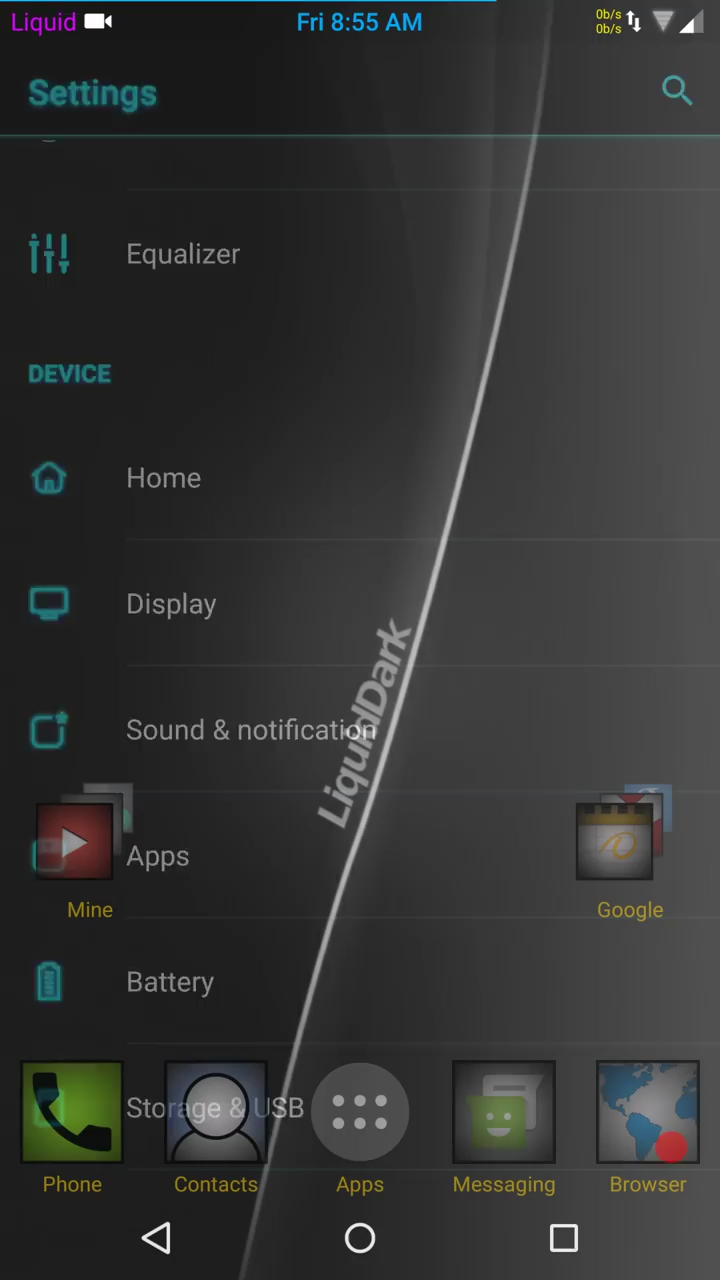 Liquid
Fri 8:55 AM
0b/s
0b/s
Settings
Equalizer
DEVICE
Home
Display
LiquidDark
Sound & notification
Apps
Mine
Google
Battery
Storage & USB
Phone
Contacts
Apps
Messaging
Browser